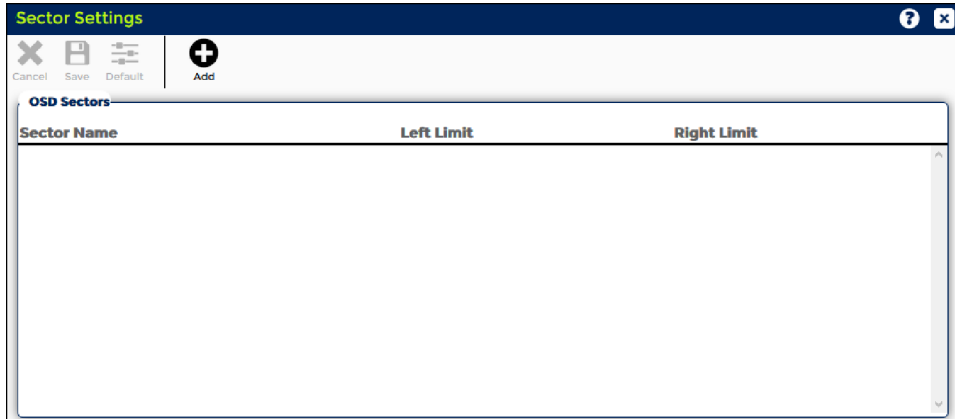 Sector Settings
?
Cancel Save Default Add
OSD Sectors
Sector Name Left Limit Right Limit